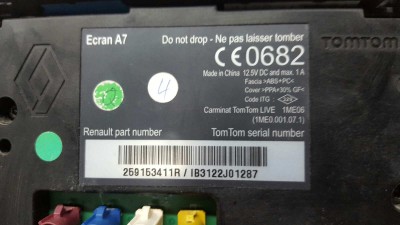 Ecran A7
Do not drop - Ne pas laisser tomber
CE0682
TOMTOM
Made in China 12.5V DC and max. 1 A
Fascia >ABS+PC<
Cover >PPA+30% GF<
Code ITG :
4
Carminat TomTom LIVE 1ME06
(1ME0.001.07.1)
Renault part number
TomTom serial number
259153411R / IB3122J01287